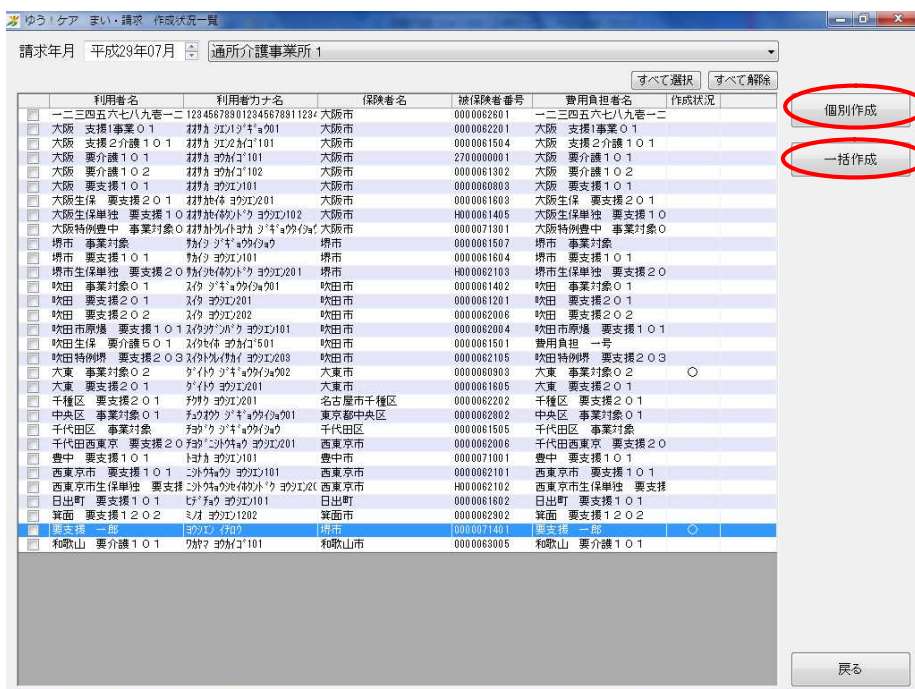 ゆう!ケア まい・請求 作成状況一覧
請求年月 平成29年07月 通所介護事業所1
すべて選択 すべて解除
利用者名 利用者カナ名 保険者名 被保険者番号 費用負担者名 作成状況
個別作成
一二三四五六七八九壱一二 大阪市 0000062601 一二三四五六七八九壱一二
大阪 支援1事業01 大阪市 0000062201 大阪 支援1事業01
大阪 支援2介護101 大阪市 0000061504 大阪 支援2介護101
大阪 要介護101 オオサカ ヨウカイゴ101 大阪市 2700000001 大阪 要介護101
一括作成
大阪 要介護102 オオサカ ヨウカイゴ102 大阪市 0000061302 大阪 要介護102
大阪 要支援101 オオサカ ヨウシエン101 大阪市 0000060803 大阪 要支援101
大阪生保 要支援201 オオサカセイホ ヨウシエン201 大阪市 0000061603 大阪生保 要支援201
大阪生保単独 要支援10 大阪市 H000061405 大阪生保単独 要支援10
大阪特例豊中 事業対象0 大阪市 0000071301 大阪特例豊中 事業対象0
堺市 事業対象 サカイシ ジギョウタイショウ 堺市 0000061507 堺市 事業対象
堺市 要支援101 サカイシ ヨウシエン101 堺市 0000061604 堺市 要支援101
堺市生保単独 要支援20 堺市 H000062103 堺市生保単独 要支援20
吹田 事業対象01 スイタ ジギョウタイショウ01 吹田市 0000061402 吹田 事業対象01
吹田 要支援201 スイタ ヨウシエン201 吹田市 0000061201 吹田 要支援201
吹田 要支援202 スイタ ヨウシエン202 吹田市 0000062006 吹田 要支援202
吹田市原爆 要支援101 スイタシゲンバク ヨウシエン101 吹田市 0000062004 吹田市原爆 要支援101
吹田生保 要介護501 スイタセイホ ヨウカイゴ501 吹田市 0000061501 費用負担 一号
吹田特例堺 要支援203 スイタトクレイサカイ ヨウシエン203 吹田市 0000062105 吹田特例堺 要支援203
大東 事業対象02 ダイトウ ジギョウタイショウ02 大東市 0000060903 大東 事業対象02 ○
大東 要支援201 ダイトウ ヨウシエン201 大東市 0000061605 大東 要支援201
千種区 要支援201 チクサク ヨウシエン201 名古屋市千種区 0000062202 千種区 要支援201
中央区 事業対象01 チュウオウク ジギョウタイショウ01 東京都中央区 0000062802 中央区 事業対象01
千代田区 事業対象 チヨダク ジギョウタイショウ 千代田区 0000061505 千代田区 事業対象
千代田西東京 要支援20 チヨダニシトウキョウ ヨウシエン201 西東京市 0000062006 千代田西東京 要支援20
豊中 要支援101 トヨナカ ヨウシエン101 豊中市 0000071001 豊中 要支援101
西東京市 要支援101 ニシトウキョウシ ヨウシエン101 西東京市 0000062101 西東京市 要支援101
西東京市生保単独 要支援 西東京市 H000062102 西東京市生保単独 要支援
日出町 要支援101 ヒデチョウ ヨウシエン101 日出町 0000061602 日出町 要支援101
箕面 要支援1202 ミノオ ヨウシエン1202 箕面市 0000062902 箕面 要支援1202
要支援 一郎 ヨウシエン イチロウ 堺市 0000071401 要支援 一郎 ○
和歌山 要介護101 ワカヤマ ヨウカイゴ101 和歌山市 0000063005 和歌山 要介護101
戻る